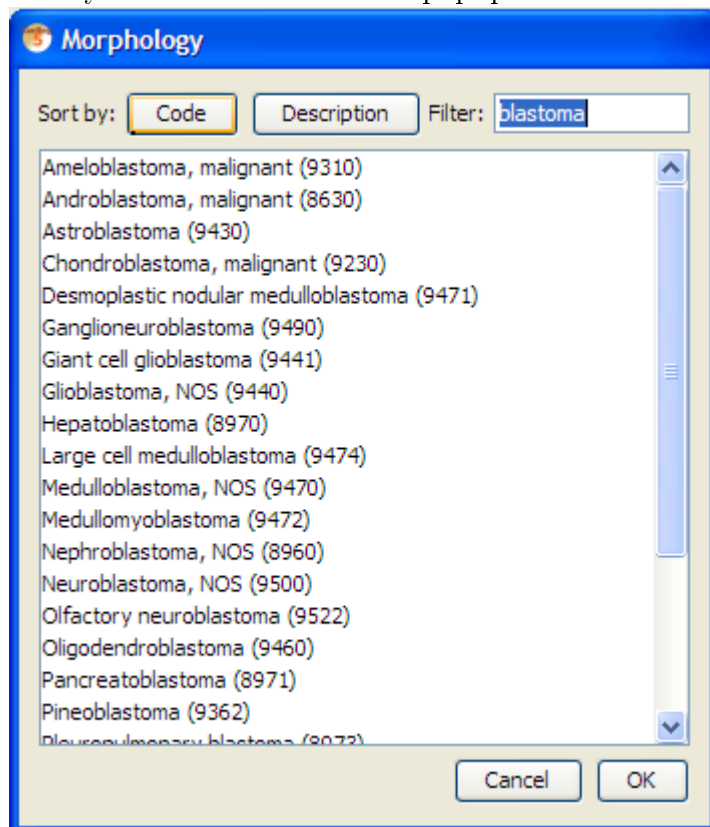 Morphology
Sort by: Code Description Filter: blastoma
Ameloblastoma, malignant (9310)
Androblastoma, malignant (8630)
Astroblastoma (9430)
Chondroblastoma, malignant (9230)
Desmoplastic nodular medulloblastoma (9471)
Ganglioneuroblastoma (9490)
Giant cell glioblastoma (9441)
Glioblastoma, NOS (9440)
Hepatoblastoma (8970)
Large cell medulloblastoma (9474)
Medulloblastoma, NOS (9470)
Medullomyoblastoma (9472)
Nephroblastoma, NOS (8960)
Neuroblastoma, NOS (9500)
Olfactory neuroblastoma (9522)
Oligodendroblastoma (9460)
Pancreatoblastoma (8971)
Pineoblastoma (9362)
Pleuropulmonary blastoma (8973)
Cancel OK